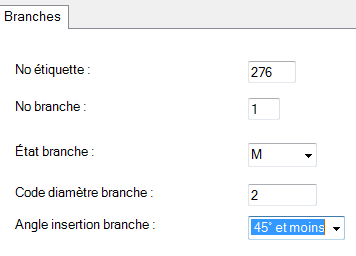 Branches
No étiquette : 276
No branche : 1
État branche : M
Code diamètre branche : 2
Angle insertion branche : 45° et moins